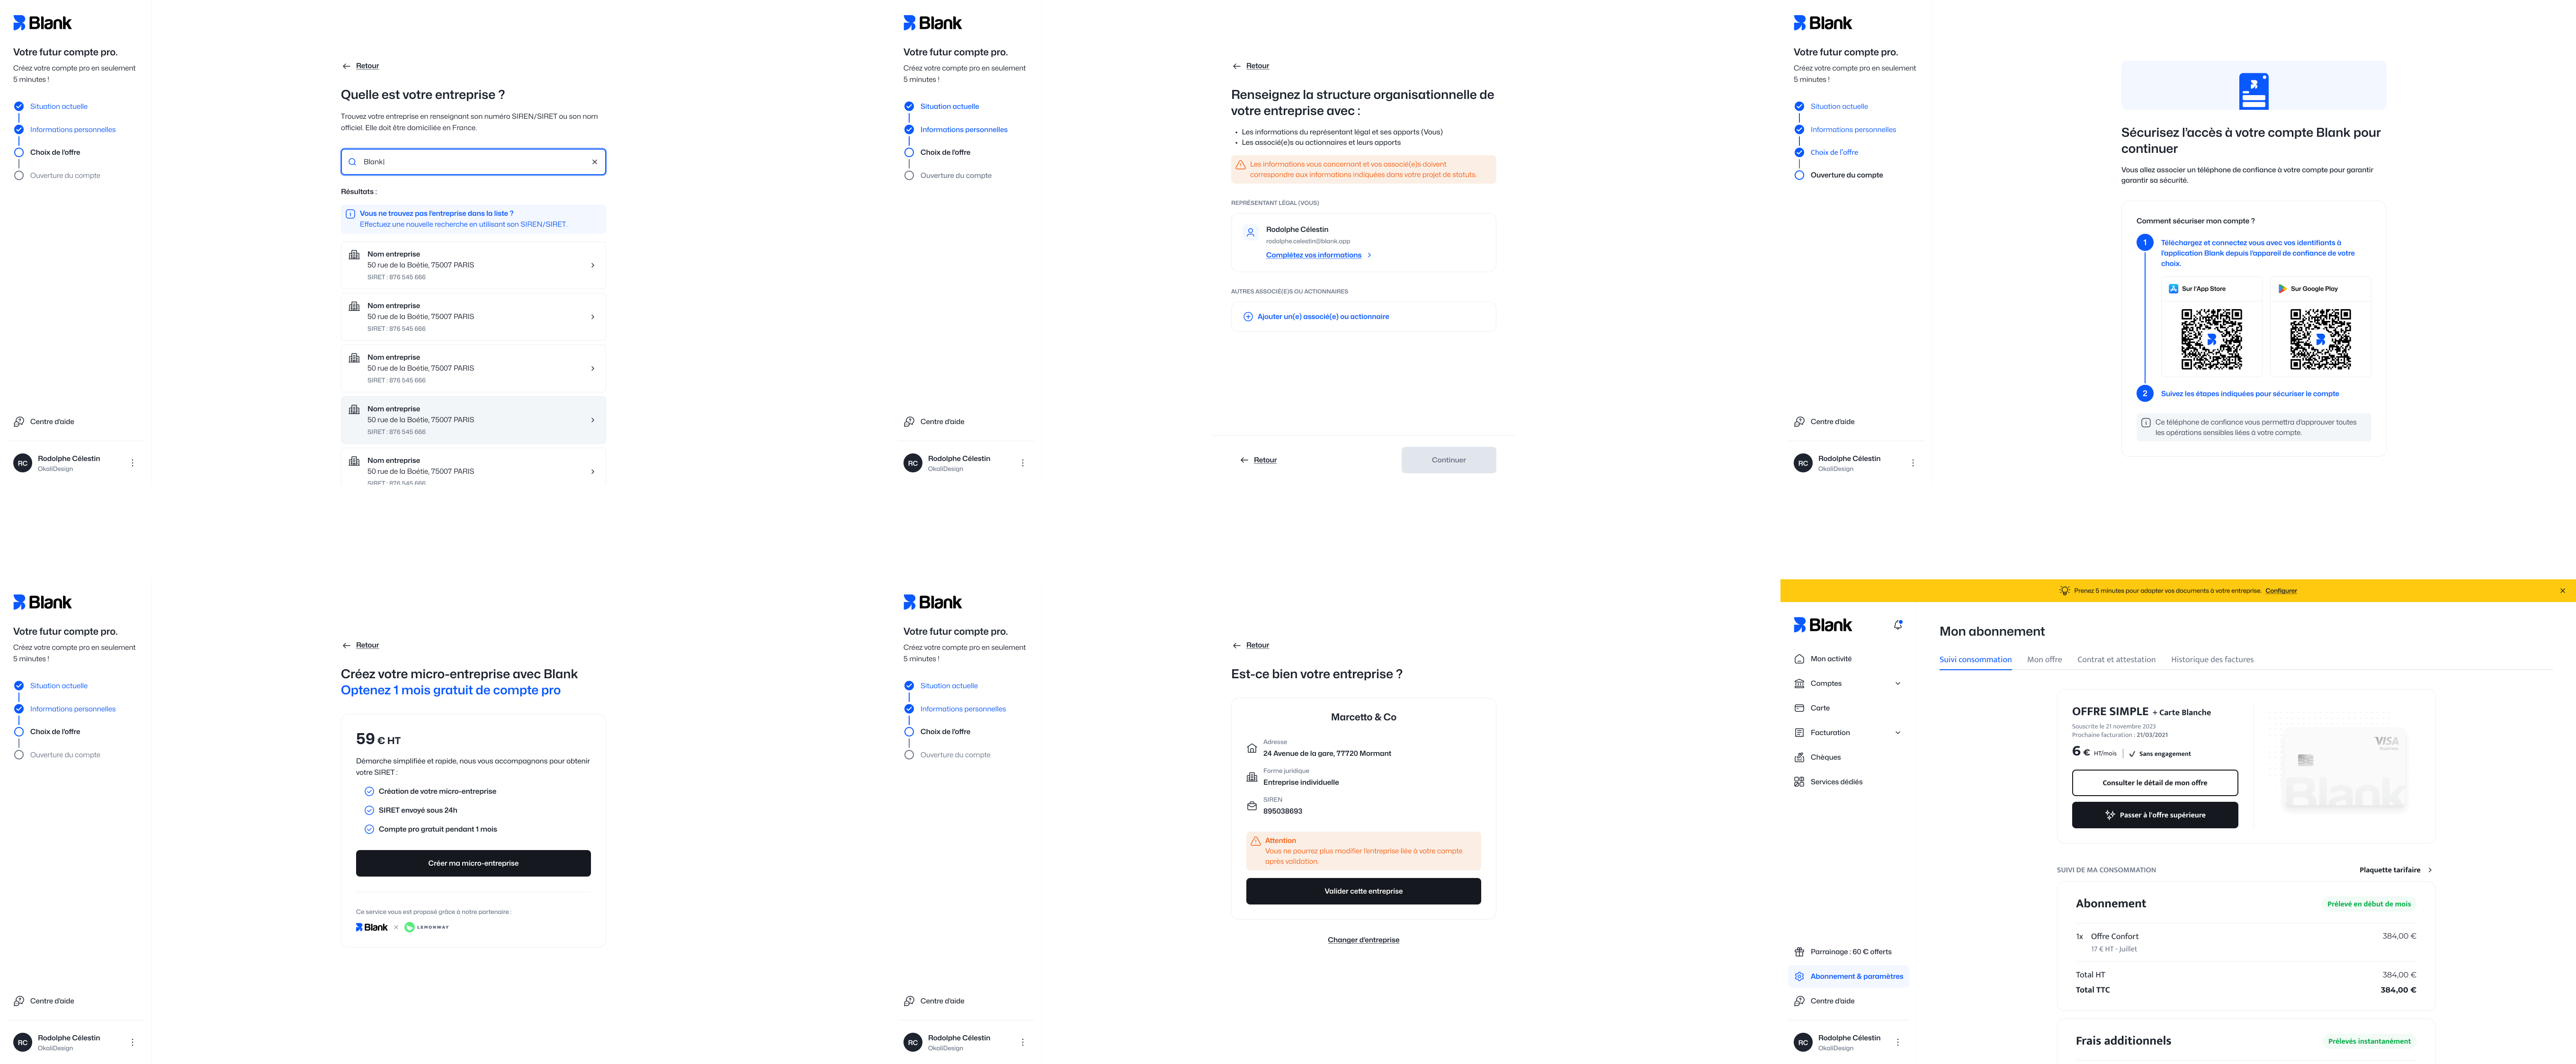 Blank
Votre futur compte pro.
Créez votre compte pro en seulement
5 minutes !
Situation actuelle
Informations personnelles
Choix de l'offre
Ouverture du compte
Centre d'aide
RC
Rodolphe Célestin
OkaliDesign
Retour
Quelle est votre entreprise ?
Trouvez votre entreprise en renseignant son numéro SIREN/SIRET ou son nom
officiel. Elle doit être domiciliée en France.
Blank
Résultats :
Vous ne trouvez pas l'entreprise dans la liste ?
Effectuez une nouvelle recherche en utilisant son SIREN/SIRET.
Nom entreprise
50 rue de la Boétie, 75007 PARIS
SIRET : 876 545 666
Nom entreprise
50 rue de la Boétie, 75007 PARIS
SIRET : 876 545 666
Nom entreprise
50 rue de la Boétie, 75007 PARIS
SIRET : 876 545 666
Nom entreprise
50 rue de la Boétie, 75007 PARIS
SIRET : 876 545 666
Nom entreprise
50 rue de la Boétie, 75007 PARIS
SIRET : 876 545 666
Blank
Votre futur compte pro.
Créez votre compte pro en seulement
5 minutes !
Situation actuelle
Informations personnelles
Choix de l'offre
Ouverture du compte
Centre d'aide
RC
Rodolphe Célestin
OkaliDesign
Retour
Renseignez la structure organisationnelle de
votre entreprise avec :
• Les informations du représentant légal et ses apports (Vous)
• Les associé(e)s ou actionnaires et leurs apports
Les informations vous concernant et vos associé(e)s doivent
correspondre aux informations indiquées dans votre projet de statuts.
REPRÉSENTANT LÉGAL (VOUS)
Rodolphe Célestin
rodolphe.celestin@blank.app
Complétez vos informations
AUTRES ASSOCIÉ(E)S OU ACTIONNAIRES
Ajouter un(e) associé(e) ou actionnaire
Retour
Continuer
Blank
Votre futur compte pro.
Créez votre compte pro en seulement
5 minutes !
Situation actuelle
Informations personnelles
Choix de l'offre
Ouverture du compte
Centre d'aide
RC
Rodolphe Célestin
OkaliDesign
Sécurisez l'accès à votre compte Blank pour
continuer
Vous allez associer un téléphone de confiance à votre compte pour garantir
garantir sa sécurité.
Comment sécuriser mon compte ?
1
Téléchargez et connectez vous avec vos identifiants à
l'application Blank depuis l'appareil de confiance de votre
choix.
Sur l'App Store
Sur Google Play
2
Suivez les étapes indiquées pour sécuriser le compte
Ce téléphone de confiance vous permettra d'approuver toutes
les opérations sensibles liées à votre compte.
Blank
Votre futur compte pro.
Créez votre compte pro en seulement
5 minutes !
Situation actuelle
Informations personnelles
Choix de l'offre
Ouverture du compte
Centre d'aide
RC
Rodolphe Célestin
OkaliDesign
Retour
Créez votre micro-entreprise avec Blank
Optenez 1 mois gratuit de compte pro
59 € HT
Démarche simplifiée et rapide, nous vous accompagnons pour obtenir
votre SIRET :
Création de votre micro-entreprise
SIRET envoyé sous 24h
Compte pro gratuit pendant 1 mois
Créer ma micro-entreprise
Ce service vous est proposé grâce à notre partenaire :
Blank × LEMONWAY
Blank
Votre futur compte pro.
Créez votre compte pro en seulement
5 minutes !
Situation actuelle
Informations personnelles
Choix de l'offre
Ouverture du compte
Centre d'aide
RC
Rodolphe Célestin
OkaliDesign
Retour
Est-ce bien votre entreprise ?
Marcetto & Co
Adresse
24 Avenue de la gare, 77720 Mormant
Forme juridique
Entreprise individuelle
SIREN
895038693
Attention
Vous ne pourrez plus modifier l'entreprise liée à votre compte
après validation.
Valider cette entreprise
Changer d'entreprise
Prenez 5 minutes pour adapter vos documents à votre entreprise. Configurer
Blank
Mon activité
Comptes
Carte
Facturation
Chèques
Services dédiés
Parrainage : 60 € offerts
Abonnement & paramètres
Centre d'aide
RC
Rodolphe Célestin
OkaliDesign
Mon abonnement
Suivi consommation
Mon offre
Contrat et attestation
Historique des factures
OFFRE SIMPLE + Carte Blanche
Souscrite le 21 novembre 2023
Prochaine facturation : 21/03/2021
6 € HT/mois
Sans engagement
Consulter le détail de mon offre
Passer à l'offre supérieure
VISA
Business
Blank
SUIVI DE MA CONSOMMATION
Plaquette tarifaire
Abonnement
Prélevé en début de mois
1x Offre Confort
384,00 €
17 € HT - Juillet
Total HT
384,00 €
Total TTC
384,00 €
Frais additionnels
Prélevés instantanément